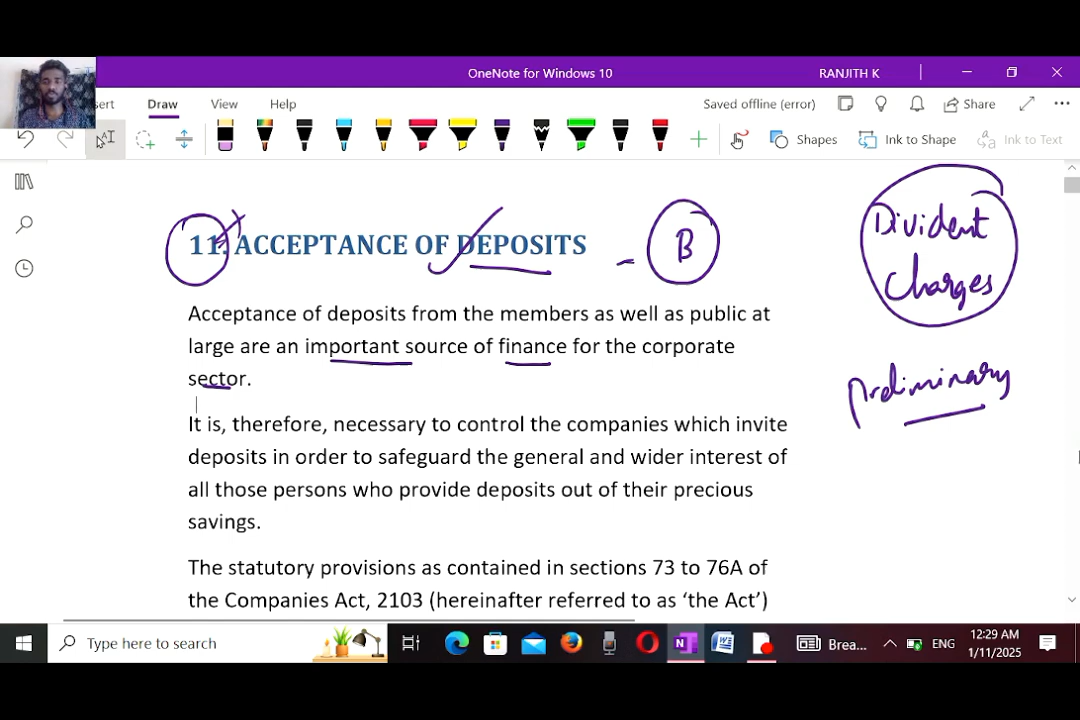 OneNote for Windows 10
RANJITH K
sert Draw View Help
Saved offline (error)
Share
Shapes
Ink to Shape
Ink to Text
11. ACCEPTANCE OF DEPOSITS
- B
Divident
Charges
Acceptance of deposits from the members as well as public at
large are an important source of finance for the corporate
sector.
Preliminary
It is, therefore, necessary to control the companies which invite
deposits in order to safeguard the general and wider interest of
all those persons who provide deposits out of their precious
savings.
The statutory provisions as contained in sections 73 to 76A of
the Companies Act, 2103 (hereinafter referred to as ‘the Act’)
Type here to search
Brea...
ENG
12:29 AM
1/11/2025